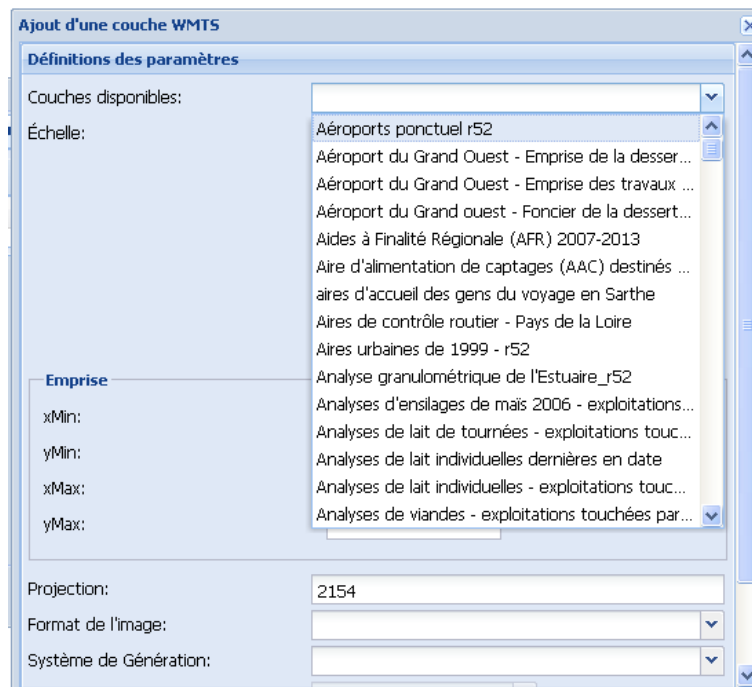 Ajout d'une couche WMTS
Définitions des paramètres
Couches disponibles:
Échelle:
Aéroports ponctuel r52
Aéroport du Grand Ouest - Emprise de la desser...
Aéroport du Grand Ouest - Emprise des travaux ...
Aéroport du Grand ouest - Foncier de la dessert...
Aides à Finalité Régionale (AFR) 2007-2013
Aire d'alimentation de captages (AAC) destinés ...
aires d'accueil des gens du voyage en Sarthe
Aires de contrôle routier - Pays de la Loire
Aires urbaines de 1999 - r52
Analyse granulométrique de l'Estuaire_r52
Analyses d'ensilages de maïs 2006 - exploitations...
Analyses de lait de tournées - exploitations touc...
Analyses de lait individuelles dernières en date
Analyses de lait individuelles - exploitations touc...
Analyses de viandes - exploitations touchées par...
Emprise
xMin:
yMin:
xMax:
yMax:
Projection:
2154
Format de l'image:
Système de Génération: